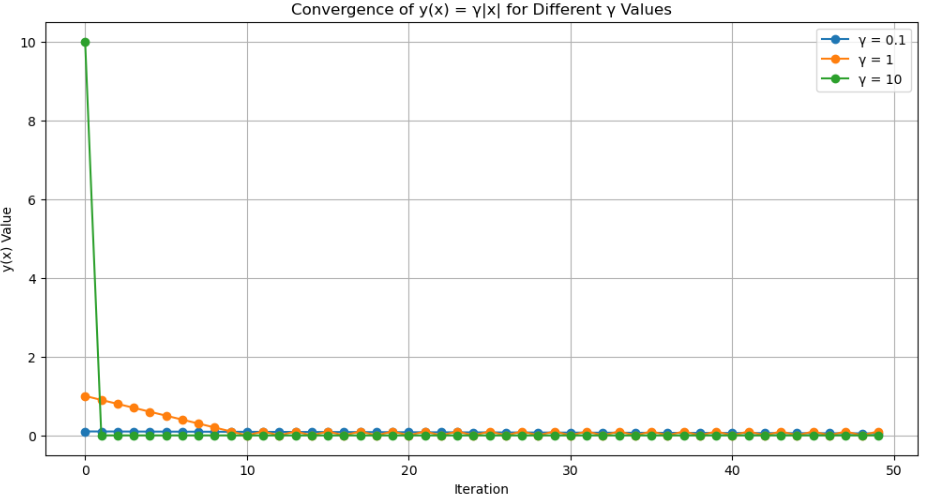 Convergence of y(x) = γ|x| for Different γ Values
γ = 0.1
γ = 1
γ = 10
y(x) Value
10
8
6
4
2
0
0 10 20 30 40 50
Iteration